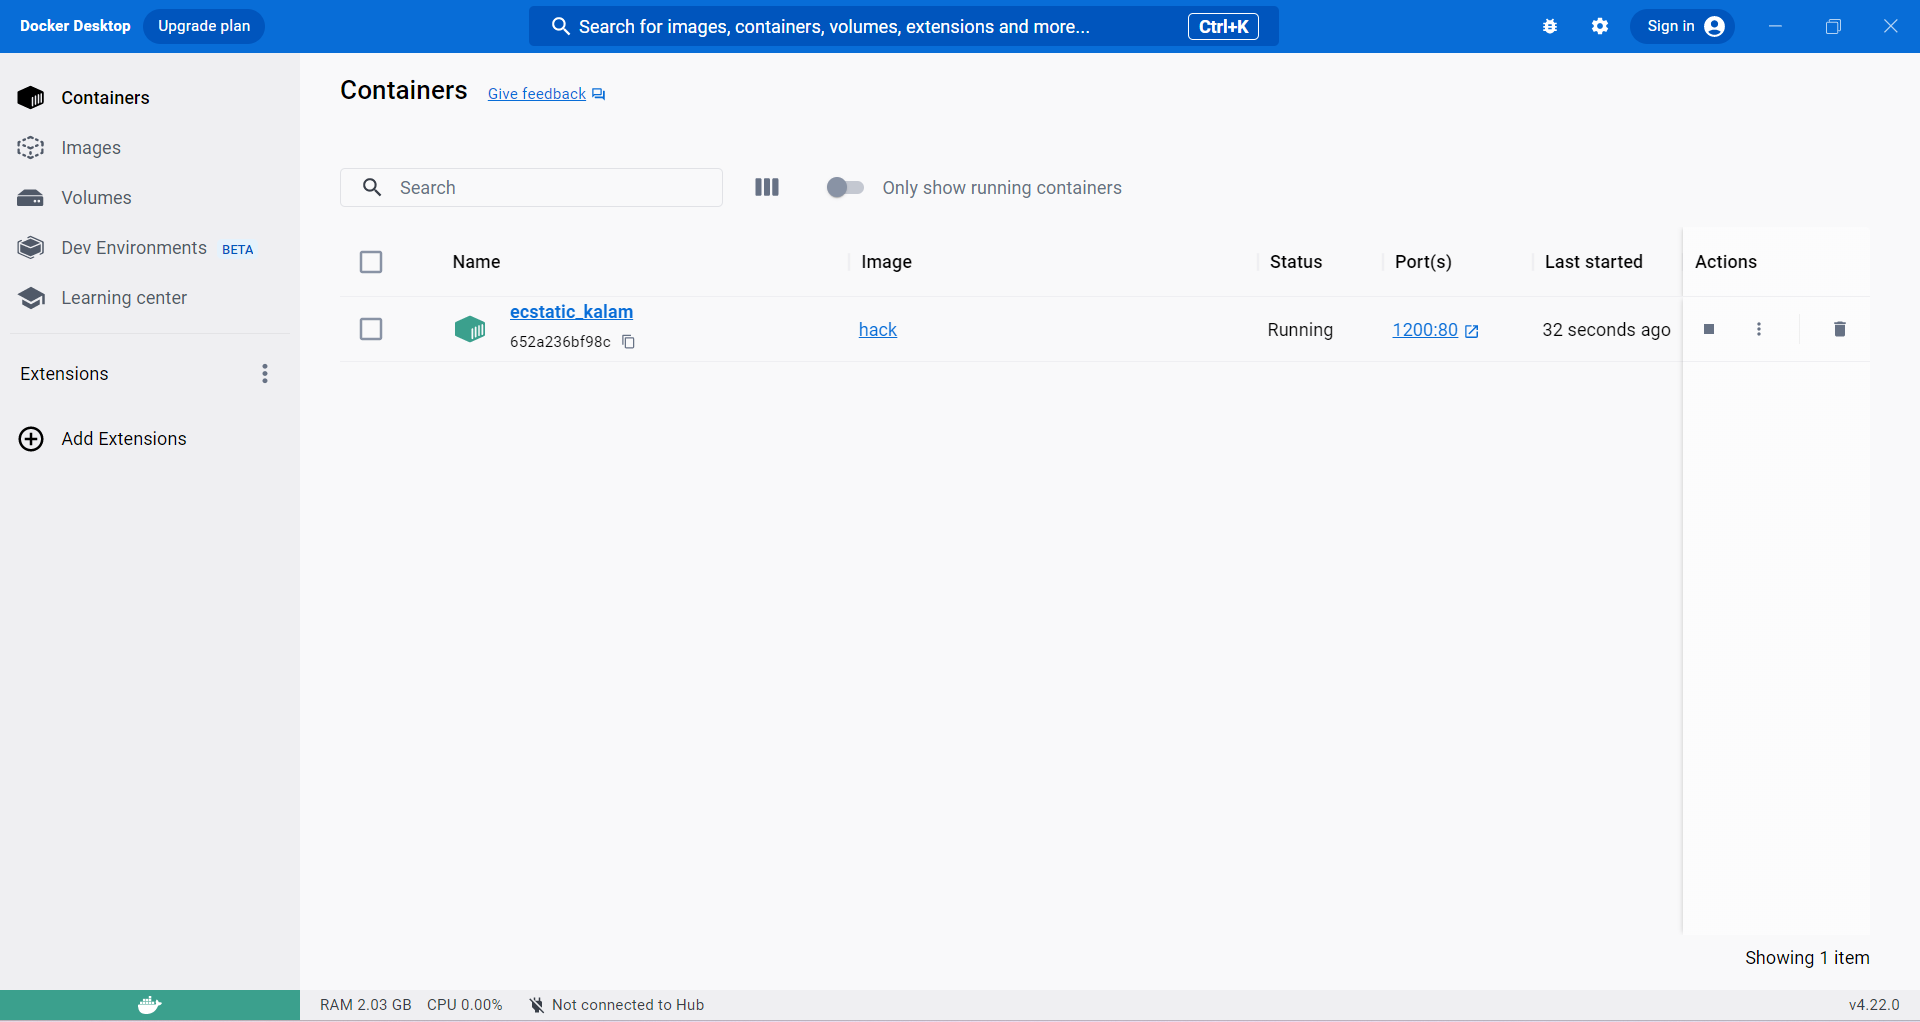 Docker Desktop Upgrade plan Search for images, containers, volumes, extensions and more... Ctrl+K Sign in
Containers
Images
Volumes
Dev Environments BETA
Learning center
Extensions
Add Extensions
Containers Give feedback
Search Only show running containers
Name Image Status Port(s) Last started Actions
ecstatic_kalam
652a236bf98c
hack Running 1200:80 32 seconds ago
Showing 1 item
RAM 2.03 GB CPU 0.00% Not connected to Hub v4.22.0